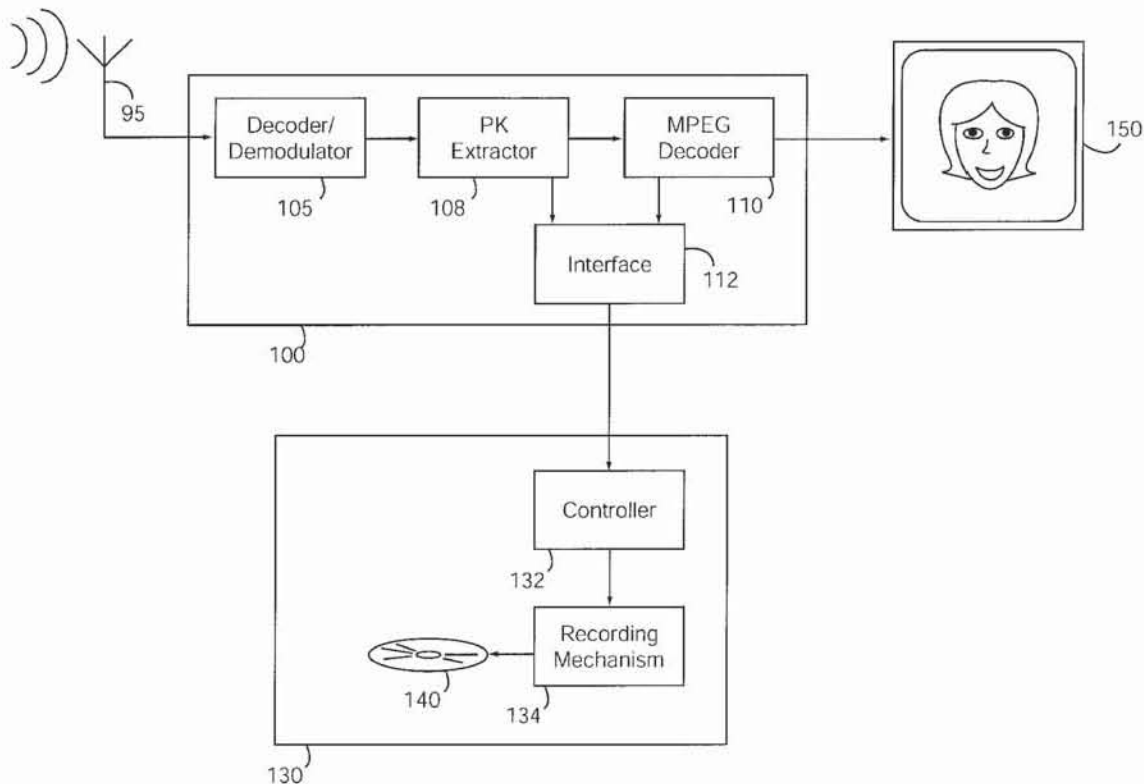 95
Decoder/
Demodulator
105
PK
Extractor
108
MPEG
Decoder
110
150
Interface
112
100
Controller
132
Recording
Mechanism
134
140
130